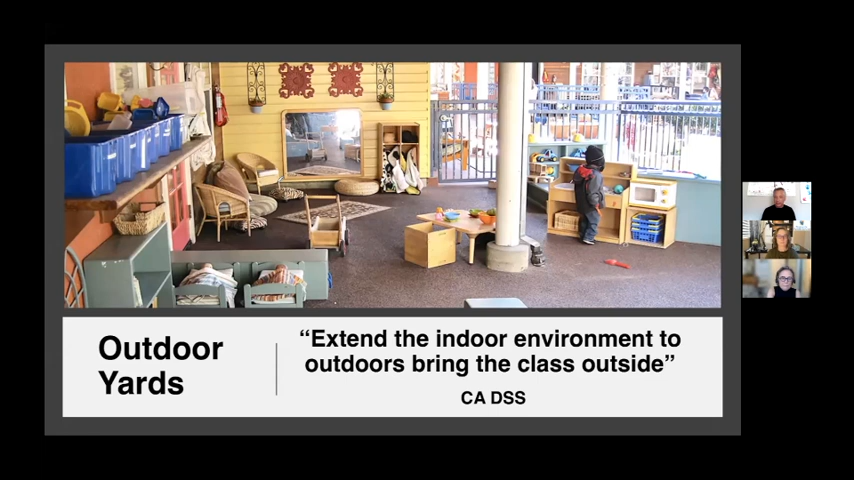 Outdoor
Yards
“Extend the indoor environment to
outdoors bring the class outside”
CA DSS